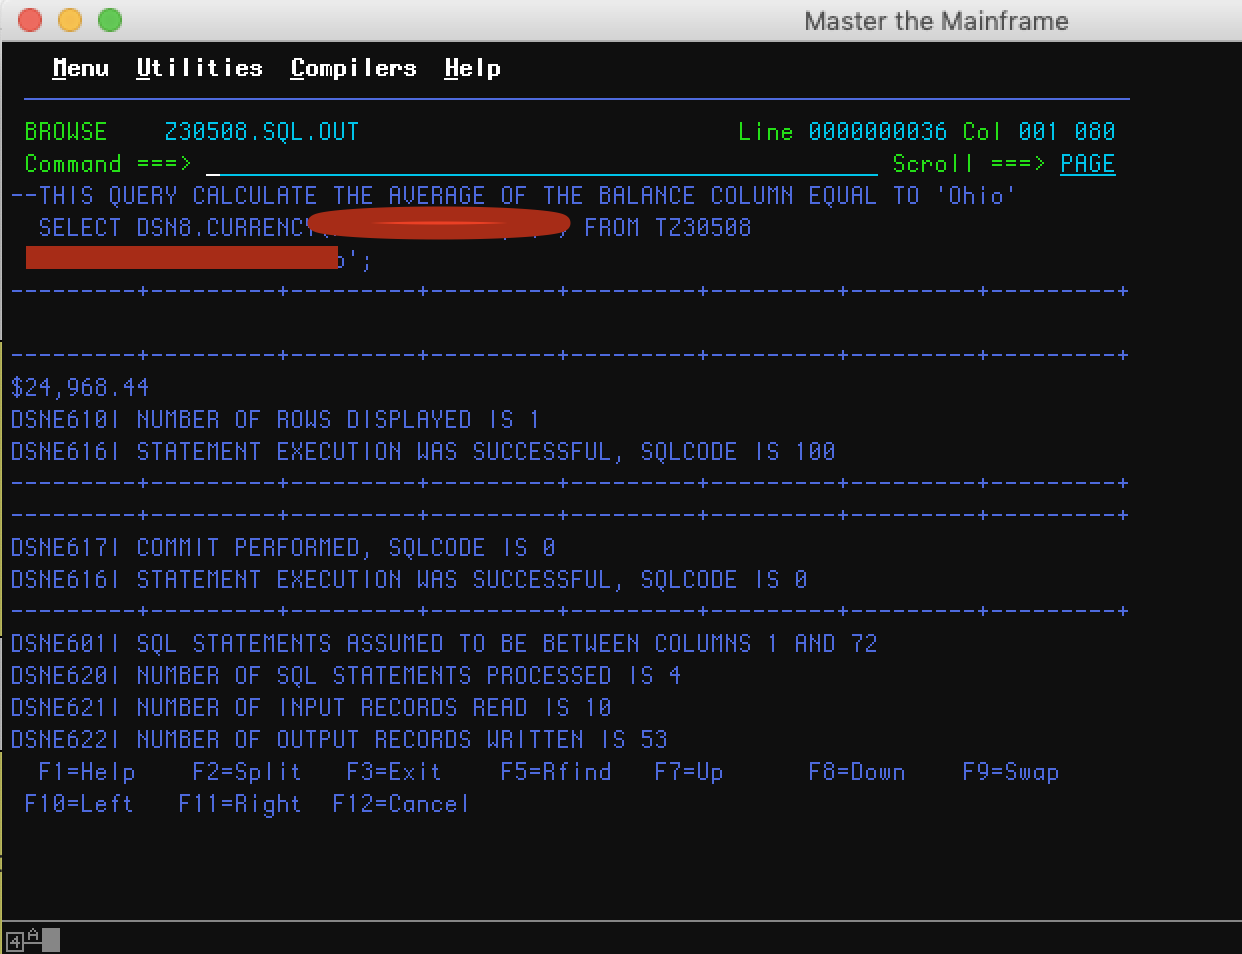 Master the Mainframe
Menu Utilities Compilers Help
BROWSE Z30508.SQL.OUT Line 0000000036 Col 001 080
Command ===> Scroll ===> PAGE
--THIS QUERY CALCULATE THE AVERAGE OF THE BALANCE COLUMN EQUAL TO 'Ohio'
SELECT DSN8.CURRENCY FROM TZ30508
o';
---------+---------+---------+---------+---------+---------+---------+---------+
---------+---------+---------+---------+---------+---------+---------+---------+
$24,968.44
DSNE610I NUMBER OF ROWS DISPLAYED IS 1
DSNE616I STATEMENT EXECUTION WAS SUCCESSFUL, SQLCODE IS 100
---------+---------+---------+---------+---------+---------+---------+---------+
---------+---------+---------+---------+---------+---------+---------+---------+
DSNE617I COMMIT PERFORMED, SQLCODE IS 0
DSNE616I STATEMENT EXECUTION WAS SUCCESSFUL, SQLCODE IS 0
---------+---------+---------+---------+---------+---------+---------+---------+
DSNE601I SQL STATEMENTS ASSUMED TO BE BETWEEN COLUMNS 1 AND 72
DSNE620I NUMBER OF SQL STATEMENTS PROCESSED IS 4
DSNE621I NUMBER OF INPUT RECORDS READ IS 10
DSNE622I NUMBER OF OUTPUT RECORDS WRITTEN IS 53
F1=Help F2=Split F3=Exit F5=Rfind F7=Up F8=Down F9=Swap
F10=Left F11=Right F12=Cancel
4 A